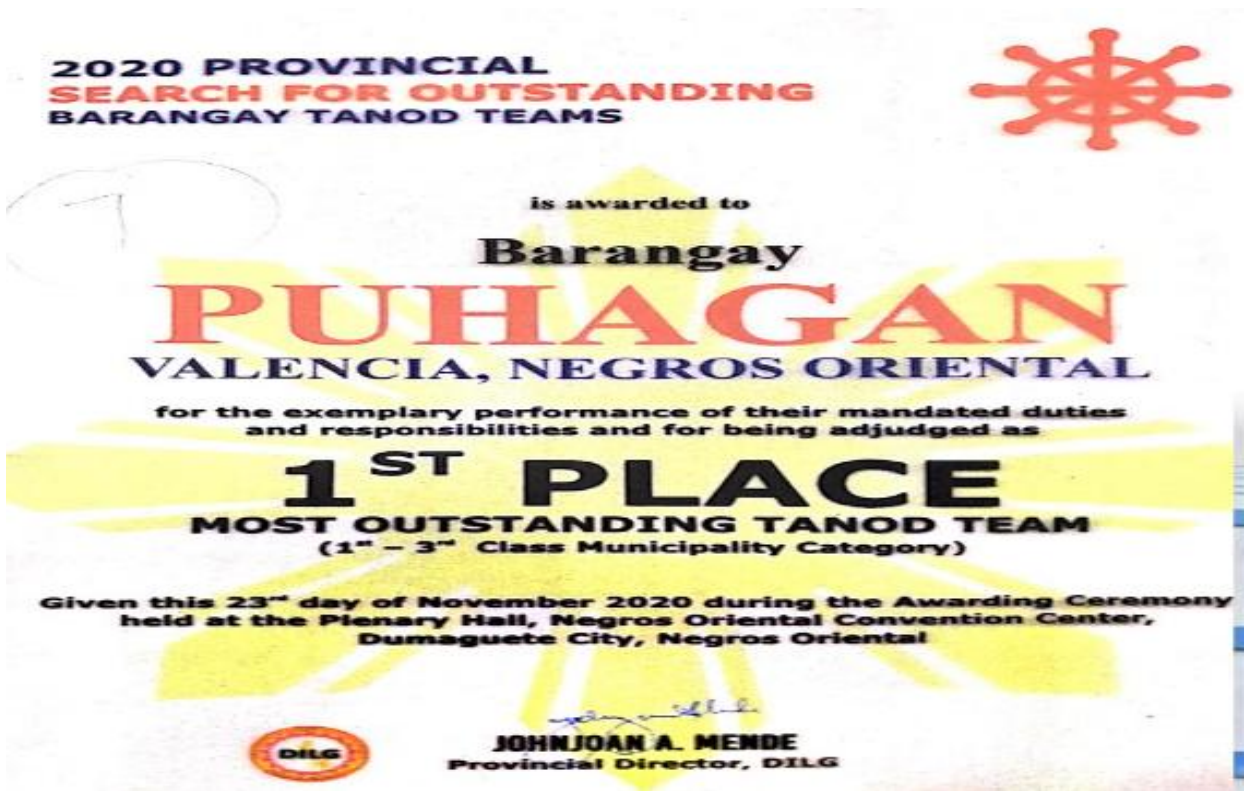 2020 PROVINCIAL
SEARCH FOR OUTSTANDING
BARANGAY TANOD TEAMS
is awarded to
Barangay
PUHAGAN
VALENCIA, NEGROS ORIENTAL
for the exemplary performance of their mandated duties
and responsibilities and for being adjudged as
1ST PLACE
MOST OUTSTANDING TANOD TEAM
(1st – 3rd Class Municipality Category)
Given this 23rd day of November 2020 during the Awarding Ceremony
held at the Plenary Hall, Negros Oriental Convention Center,
Dumaguete City, Negros Oriental
DILG
JOHNJOAN A. MENDE
Provincial Director, DILG